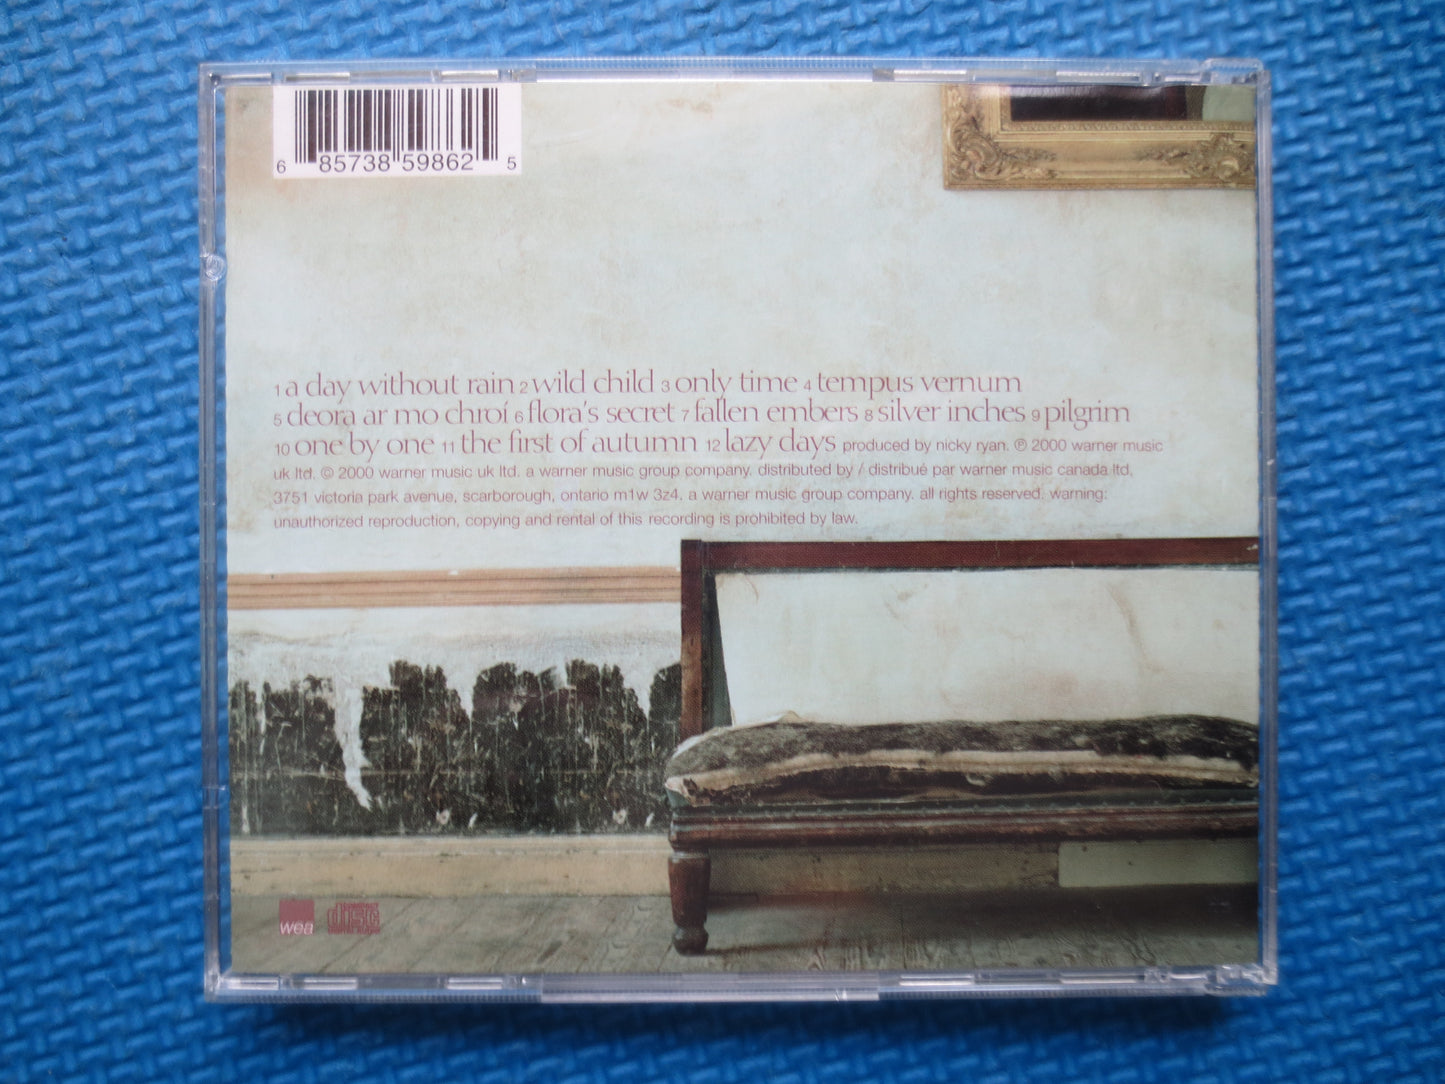 6 85738 59862 5
1 a day without rain 2 wild child 3 only time 4 tempus vernum
5 deora ar mo chroí 6 flora's secret 7 fallen embers 8 silver inches 9 pilgrim
10 one by one 11 the first of autumn 12 lazy days produced by nicky ryan. ℗ 2000 warner music
uk ltd. © 2000 warner music uk ltd. a warner music group company. distributed by / distribué par warner music canada ltd,
3751 victoria park avenue, scarborough, ontario m1w 3z4. a warner music group company. all rights reserved. warning:
unauthorized reproduction, copying and rental of this recording is prohibited by law.
wea
COMPACT
disc
DIGITAL AUDIO